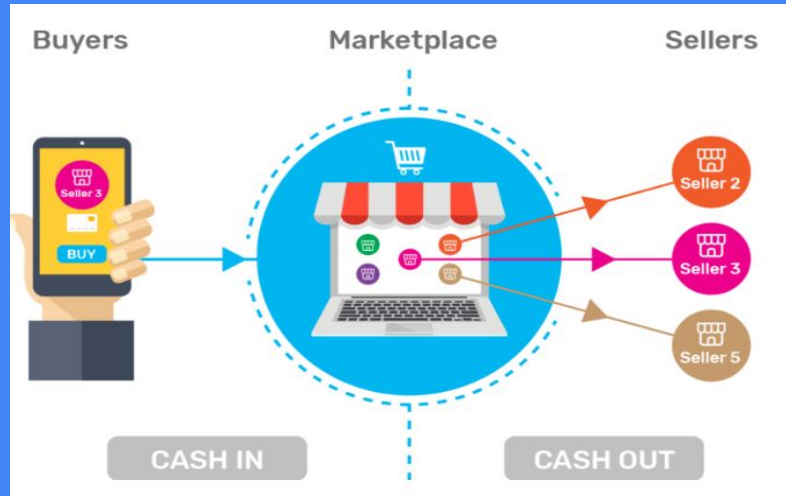 Buyers
Marketplace
Sellers
Seller 3
BUY
Seller 2
Seller 3
Seller 5
CASH IN
CASH OUT